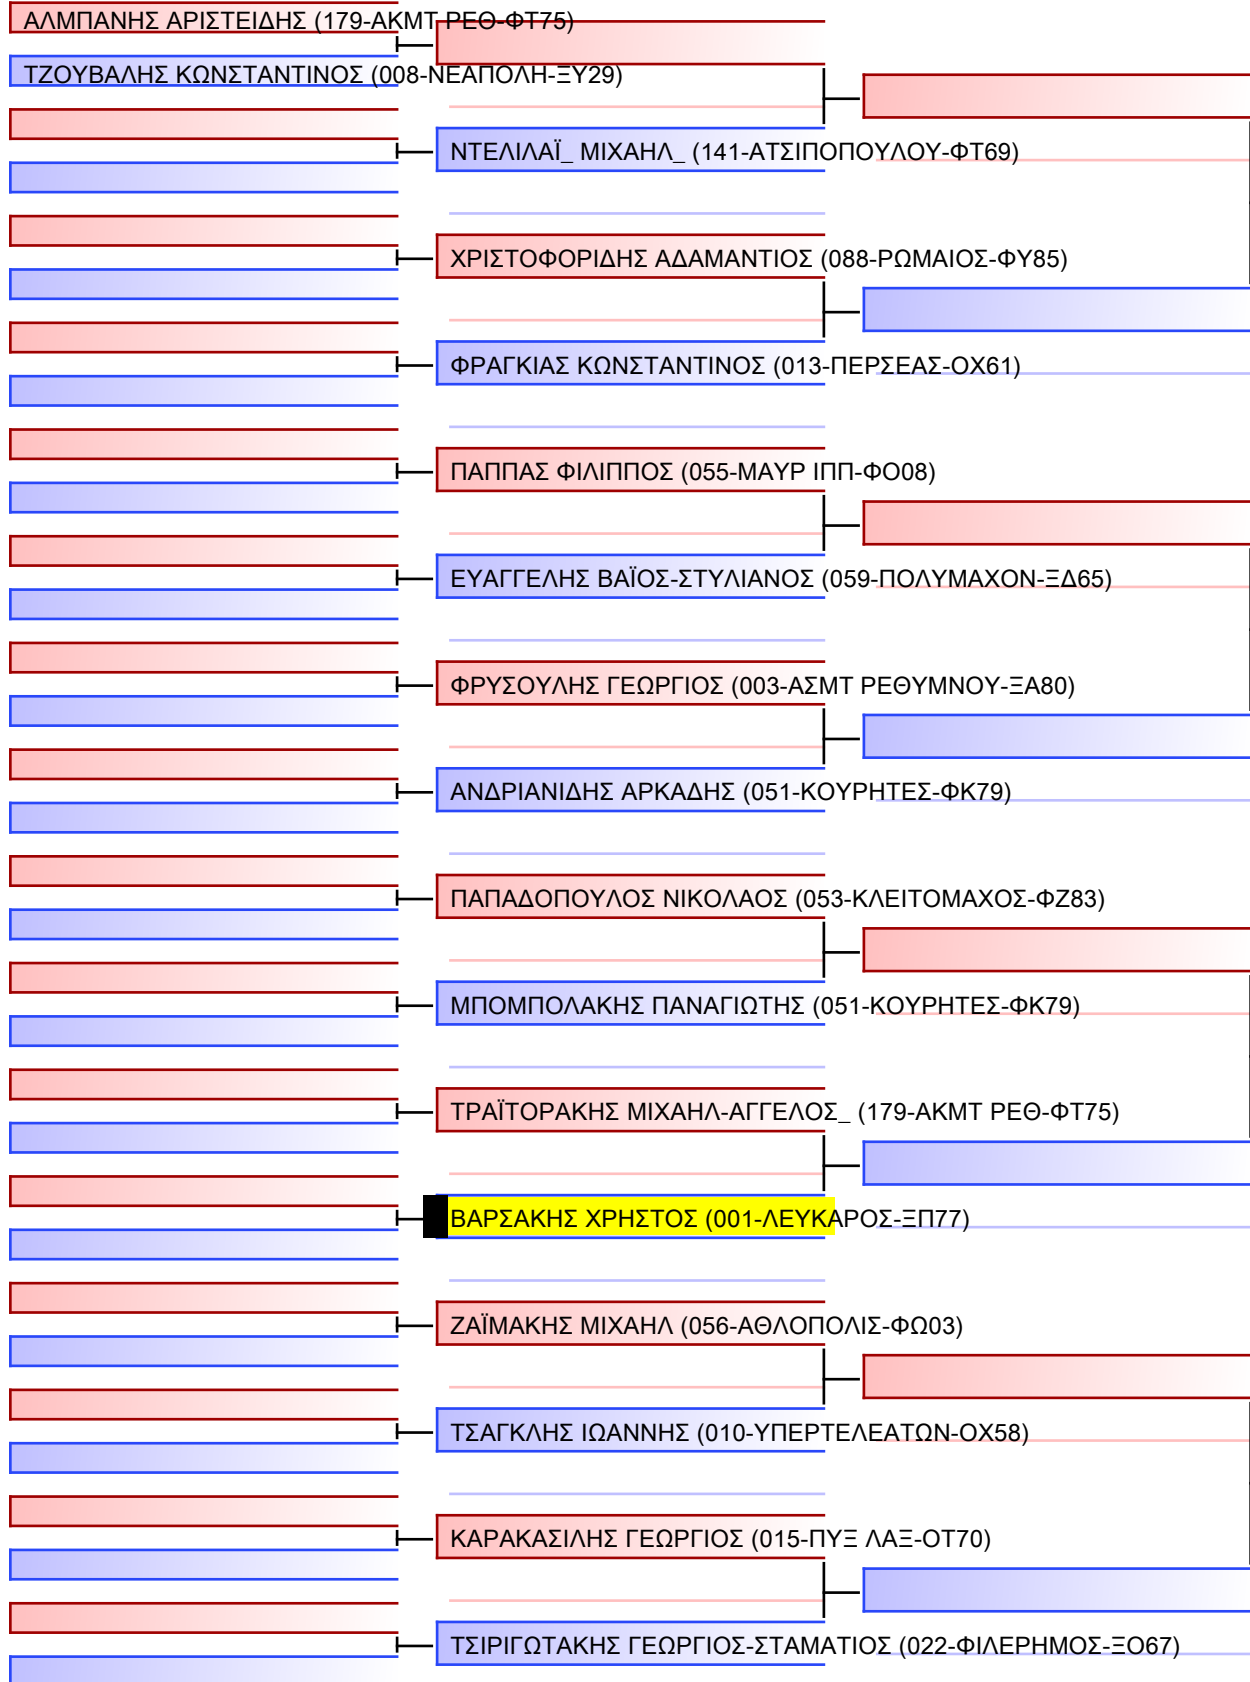 ΑΛΜΠΑΝΗΣ ΑΡΙΣΤΕΙΔΗΣ (179-ΑΚΜΤ ΡΕΘ-ΦΤ75)
ΤΖΟΥΒΑΛΗΣ ΚΩΝΣΤΑΝΤΙΝΟΣ (008-ΝΕΑΠΟΛΗ-ΞΥ29)
ΝΤΕΛΙΛΑΪ_ ΜΙΧΑΗΛ_ (141-ΑΤΣΙΠΟΠΟΥΛΟΥ-ΦΤ69)
ΧΡΙΣΤΟΦΟΡΙΔΗΣ ΑΔΑΜΑΝΤΙΟΣ (088-ΡΩΜΑΙΟΣ-ΦΥ85)
ΦΡΑΓΚΙΑΣ ΚΩΝΣΤΑΝΤΙΝΟΣ (013-ΠΕΡΣΕΑΣ-ΟΧ61)
ΠΑΠΠΑΣ ΦΙΛΙΠΠΟΣ (055-ΜΑΥΡ ΙΠΠ-ΦΟ08)
ΕΥΑΓΓΕΛΗΣ ΒΑΪΟΣ-ΣΤΥΛΙΑΝΟΣ (059-ΠΟΛΥΜΑΧΟΝ-ΞΔ65)
ΦΡΥΣΟΥΛΗΣ ΓΕΩΡΓΙΟΣ (003-ΑΣΜΤ ΡΕΘΥΜΝΟΥ-ΞΑ80)
ΑΝΔΡΙΑΝΙΔΗΣ ΑΡΚΑΔΗΣ (051-ΚΟΥΡΗΤΕΣ-ΦΚ79)
ΠΑΠΑΔΟΠΟΥΛΟΣ ΝΙΚΟΛΑΟΣ (053-ΚΛΕΙΤΟΜΑΧΟΣ-ΦΖ83)
ΜΠΟΜΠΟΛΑΚΗΣ ΠΑΝΑΓΙΩΤΗΣ (051-ΚΟΥΡΗΤΕΣ-ΦΚ79)
ΤΡΑΪΤΟΡΑΚΗΣ ΜΙΧΑΗΛ-ΑΓΓΕΛΟΣ_ (179-ΑΚΜΤ ΡΕΘ-ΦΤ75)
ΒΑΡΣΑΚΗΣ ΧΡΗΣΤΟΣ (001-ΛΕΥΚΑΡΟΣ-ΞΠ77)
ΖΑΪΜΑΚΗΣ ΜΙΧΑΗΛ (056-ΑΘΛΟΠΟΛΙΣ-ΦΩ03)
ΤΣΑΓΚΛΗΣ ΙΩΑΝΝΗΣ (010-ΥΠΕΡΤΕΛΕΑΤΩΝ-ΟΧ58)
ΚΑΡΑΚΑΣΙΛΗΣ ΓΕΩΡΓΙΟΣ (015-ΠΥΞ ΛΑΞ-ΟΤ70)
ΤΣΙΡΙΓΩΤΑΚΗΣ ΓΕΩΡΓΙΟΣ-ΣΤΑΜΑΤΙΟΣ (022-ΦΙΛΕΡΗΜΟΣ-ΞΟ67)